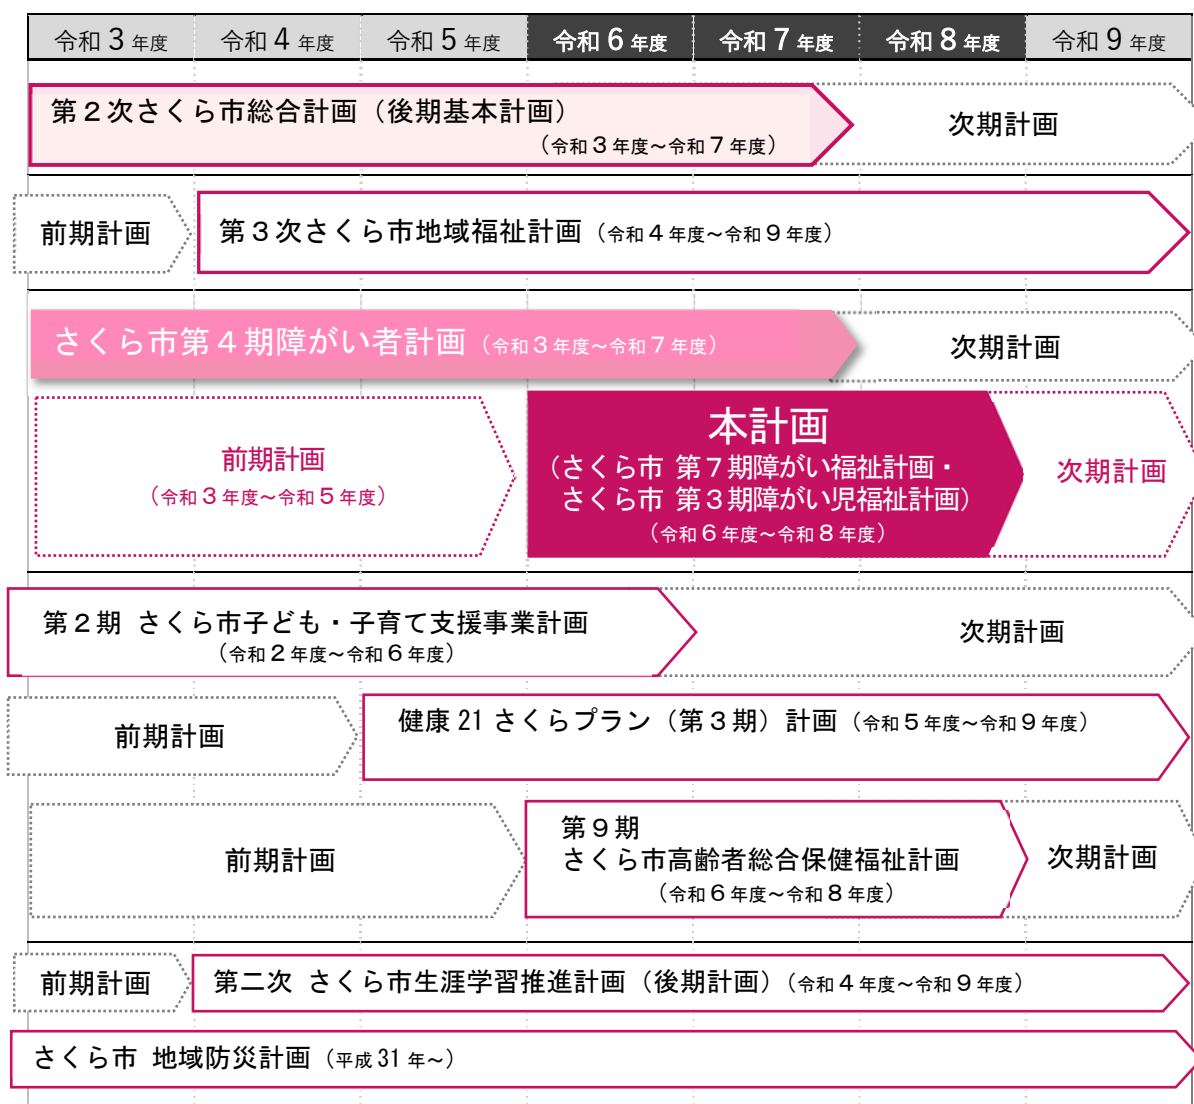 令和3年度 令和4年度 令和5年度 令和6年度 令和7年度 令和8年度 令和9年度
第２次さくら市総合計画（後期基本計画）
（令和３年度～令和７年度）
次期計画
前期計画
第３次さくら市地域福祉計画（令和４年度～令和９年度）
さくら市第４期障がい者計画（令和３年度～令和７年度）
次期計画
前期計画
（令和３年度～令和５年度）
本計画
（さくら市 第７期障がい福祉計画・
さくら市 第３期障がい児福祉計画）
（令和６年度～令和８年度）
次期計画
第２期 さくら市子ども・子育て支援事業計画
（令和２年度～令和６年度）
次期計画
前期計画
健康21さくらプラン（第３期）計画（令和５年度～令和９年度）
前期計画
第９期
さくら市高齢者総合保健福祉計画
（令和６年度～令和８年度）
次期計画
前期計画
第二次 さくら市生涯学習推進計画（後期計画）（令和４年度～令和９年度）
さくら市 地域防災計画（平成31年～）